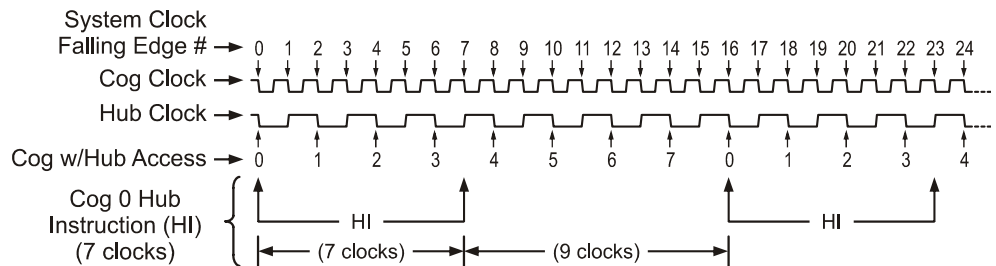 System Clock
Falling Edge # 0 1 2 3 4 5 6 7 8 9 10 11 12 13 14 15 16 17 18 19 20 21 22 23 24
Cog Clock
Hub Clock
Cog w/Hub Access 0 1 2 3 4 5 6 7 0 1 2 3 4
Cog 0 Hub
Instruction (HI)
(7 clocks)
HI HI
(7 clocks) (9 clocks)